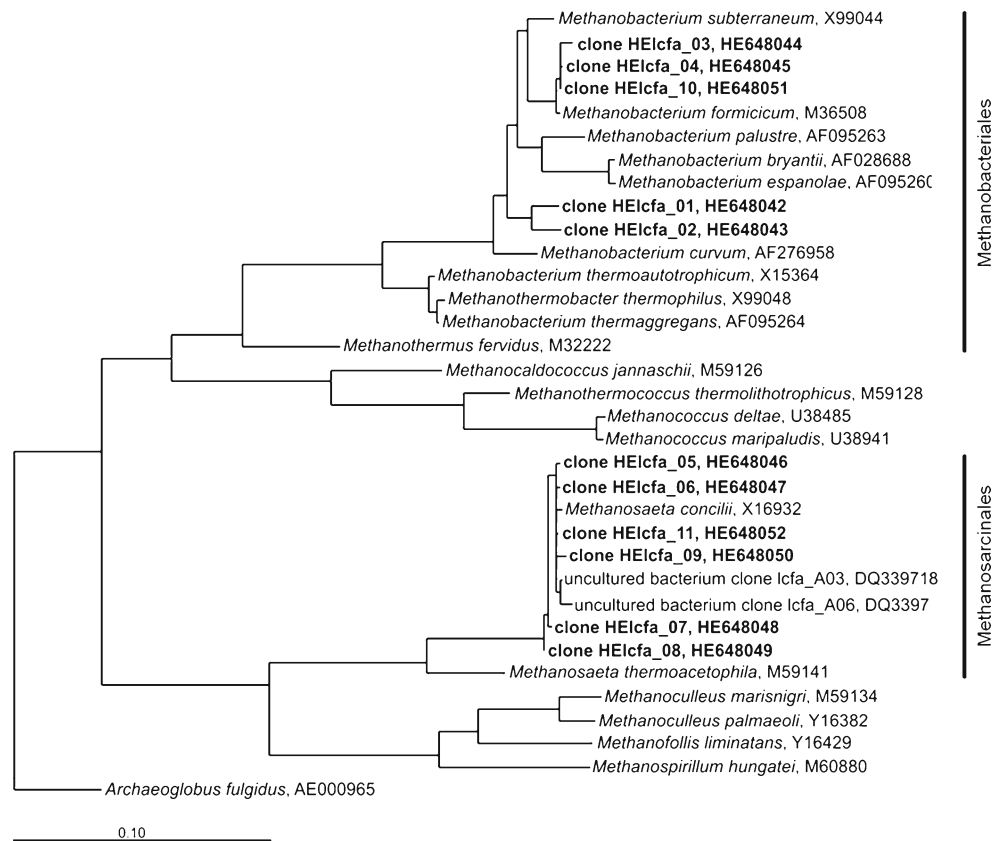 Methanobacterium subterraneum, X99044
clone HElcfa_03, HE648044
clone HElcfa_04, HE648045
clone HElcfa_10, HE648051
Methanobacterium formicicum, M36508
Methanobacterium palustre, AF095263
Methanobacterium bryantii, AF028688
Methanobacterium espanolae, AF095260
clone HElcfa_01, HE648042
clone HElcfa_02, HE648043
Methanobacterium curvum, AF276958
Methanobacterium thermoautotrophicum, X15364
Methanothermobacter thermophilus, X99048
Methanobacterium thermaggregans, AF095264
Methanothermus fervidus, M32222
Methanobacteriales
Methanocaldococcus jannaschii, M59126
Methanothermococcus thermolithotrophicus, M59128
Methanococcus deltae, U38485
Methanococcus maripaludis, U38941
clone HElcfa_05, HE648046
clone HElcfa_06, HE648047
Methanosaeta concilii, X16932
clone HElcfa_11, HE648052
clone HElcfa_09, HE648050
uncultured bacterium clone lcfa_A03, DQ339718
uncultured bacterium clone lcfa_A06, DQ3397
clone HElcfa_07, HE648048
clone HElcfa_08, HE648049
Methanosaeta thermoacetophila, M59141
Methanosarcinales
Methanoculleus marisnigri, M59134
Methanoculleus palmaeoli, Y16382
Methanofollis liminatans, Y16429
Methanospirillum hungatei, M60880
Archaeoglobus fulgidus, AE000965
0.10